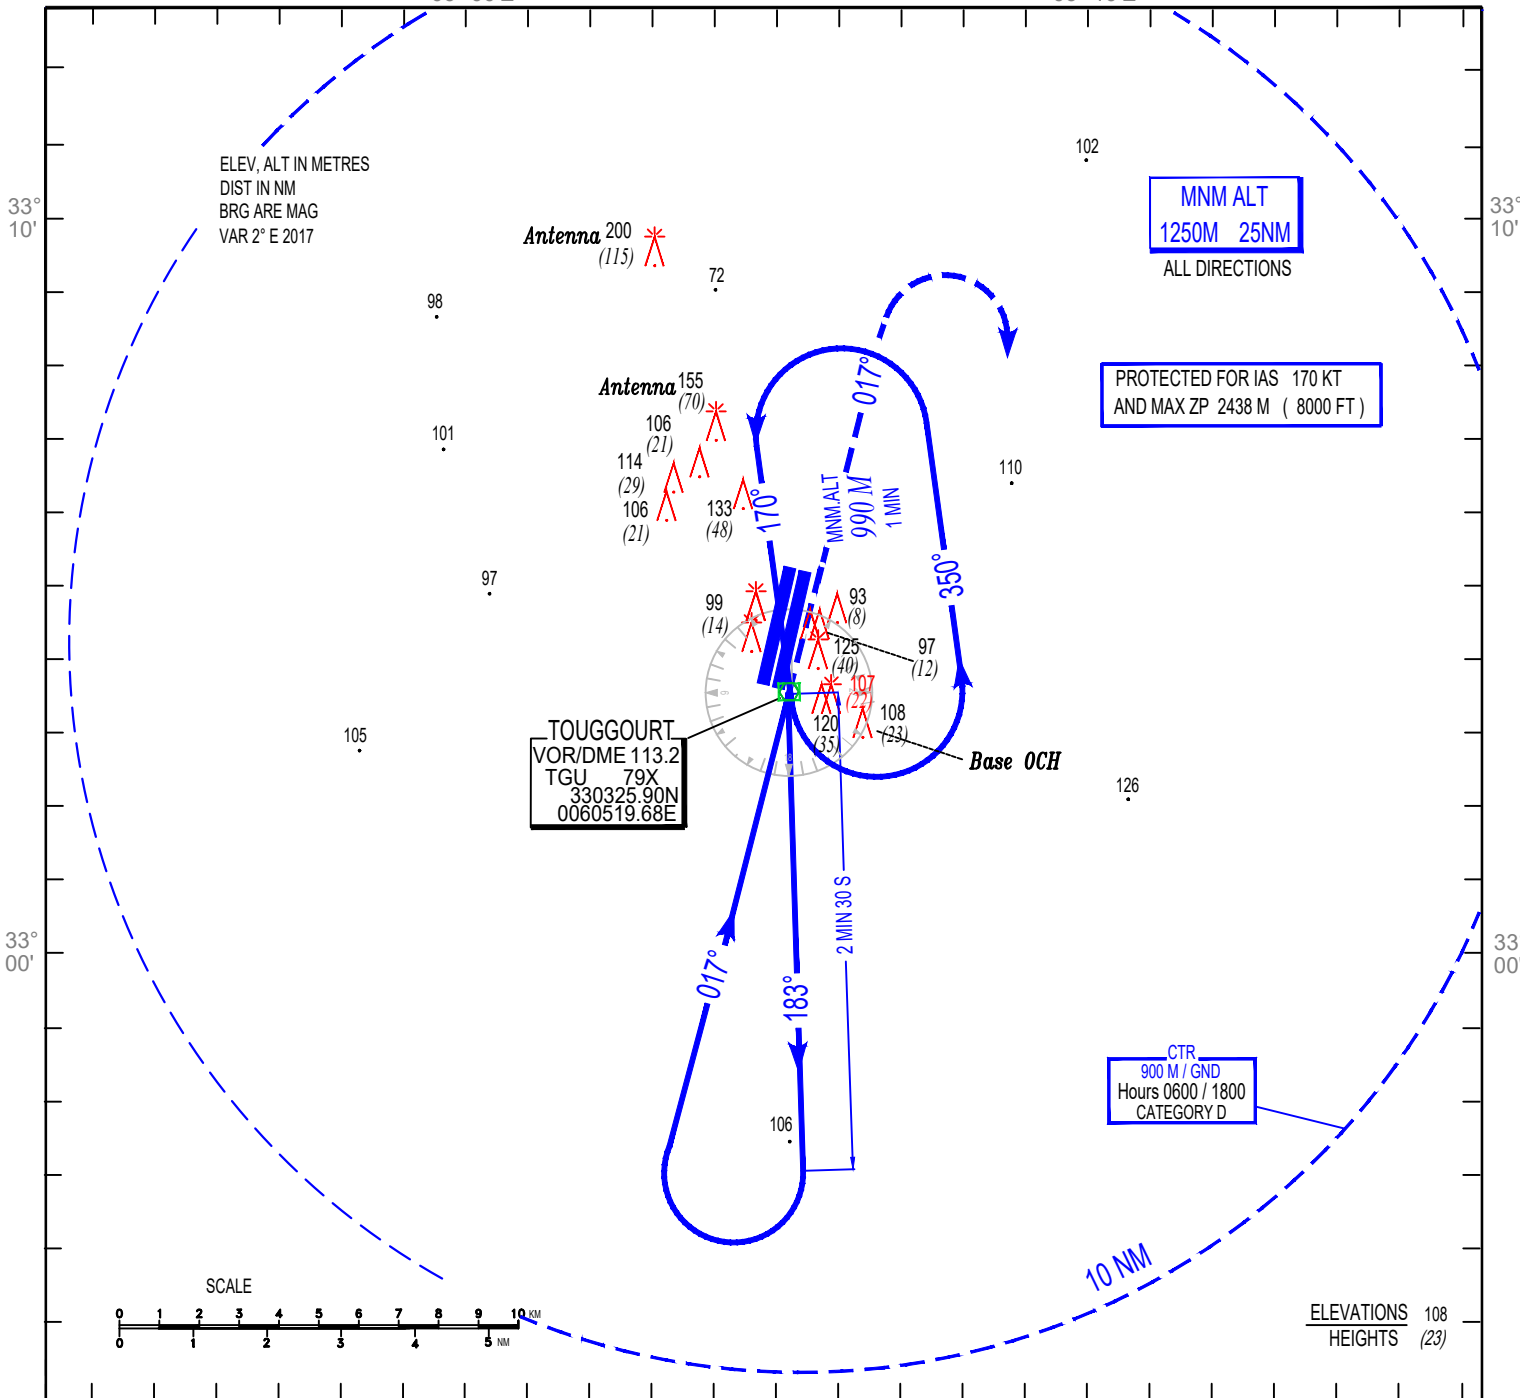 ELEV, ALT IN METRES
DIST IN NM
BRG ARE MAG
VAR 2° E 2017
33°
10'
33°
10'
102
MNM ALT
1250M 25NM
ALL DIRECTIONS
Antenna 200
(115)
72
98
PROTECTED FOR IAS 170 KT
AND MAX ZP 2438 M ( 8000 FT )
017°
Antenna 155
(70)
106
(21)
101
114
(29)
106
(21)
133
(48)
170°
MNM.ALT
990 M
1 MIN
110
350°
97
99
(14)
93
(8)
97
(12)
125
(40)
107
(22)
120
(35)
108
(23)
Base OCH
105
TOUGGOURT
VOR/DME 113.2
TGU 79X
330325.90N
0060519.68E
126
2 MIN 30 S
33°
00'
33
00'
017°
183°
CTR
900 M / GND
Hours 0600 / 1800
CATEGORY D
106
10 NM
SCALE
0 1 2 3 4 5 6 7 8 9 10 KM
0 1 2 3 4 5 NM
ELEVATIONS 108
HEIGHTS (23)